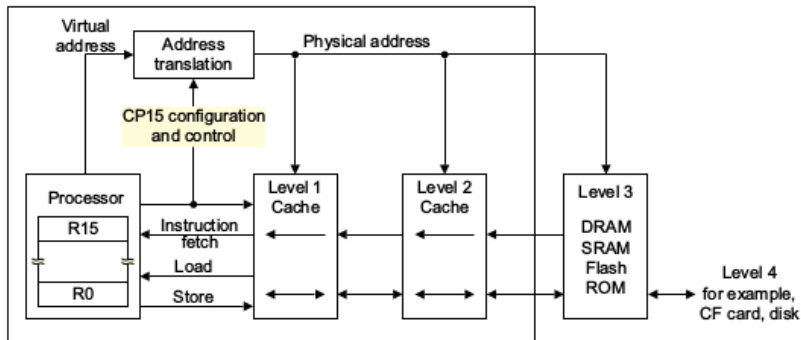 Virtual
address
Address
translation
Physical address
CP15 configuration
and control
Processor
R15
R0
Instruction
fetch
Load
Store
Level 1
Cache
Level 2
Cache
Level 3
DRAM
SRAM
Flash
ROM
Level 4
for example,
CF card, disk